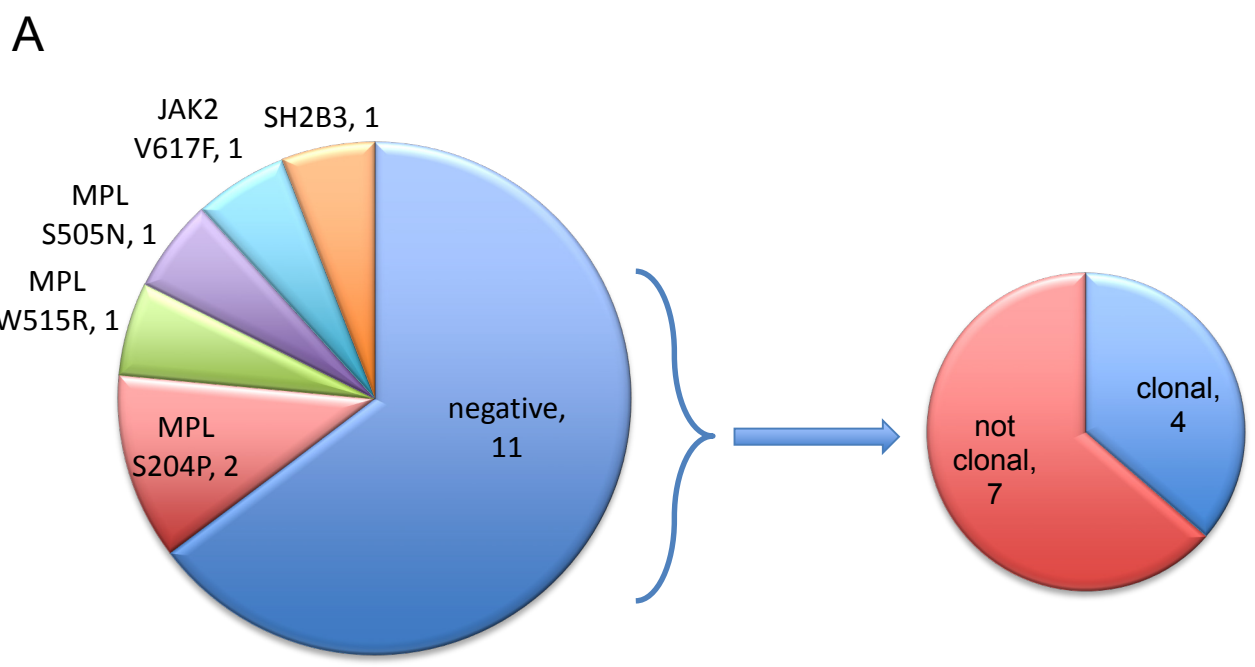 A
JAK2
V617F, 1
SH2B3, 1
MPL
S505N, 1
MPL
W515R, 1
MPL
S204P, 2
negative,
11
clonal,
4
not
clonal,
7